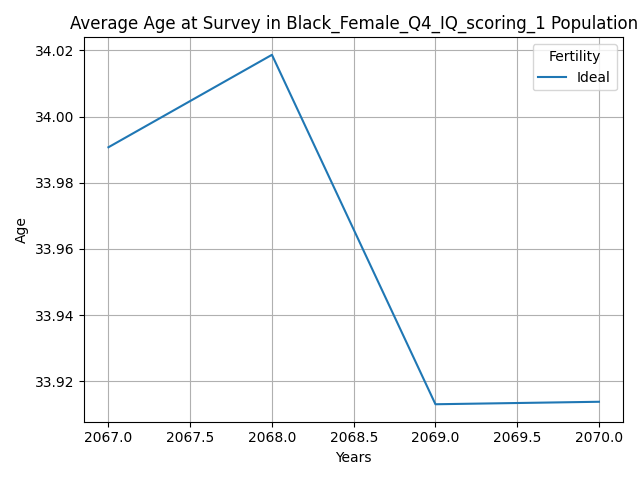 Average Age at Survey in Black_Female_Q4_IQ_scoring_1 Population
34.02
34.00
33.98
33.96
33.94
33.92
Age
Fertility
Ideal
2067.0 2067.5 2068.0 2068.5 2069.0 2069.5 2070.0
Years